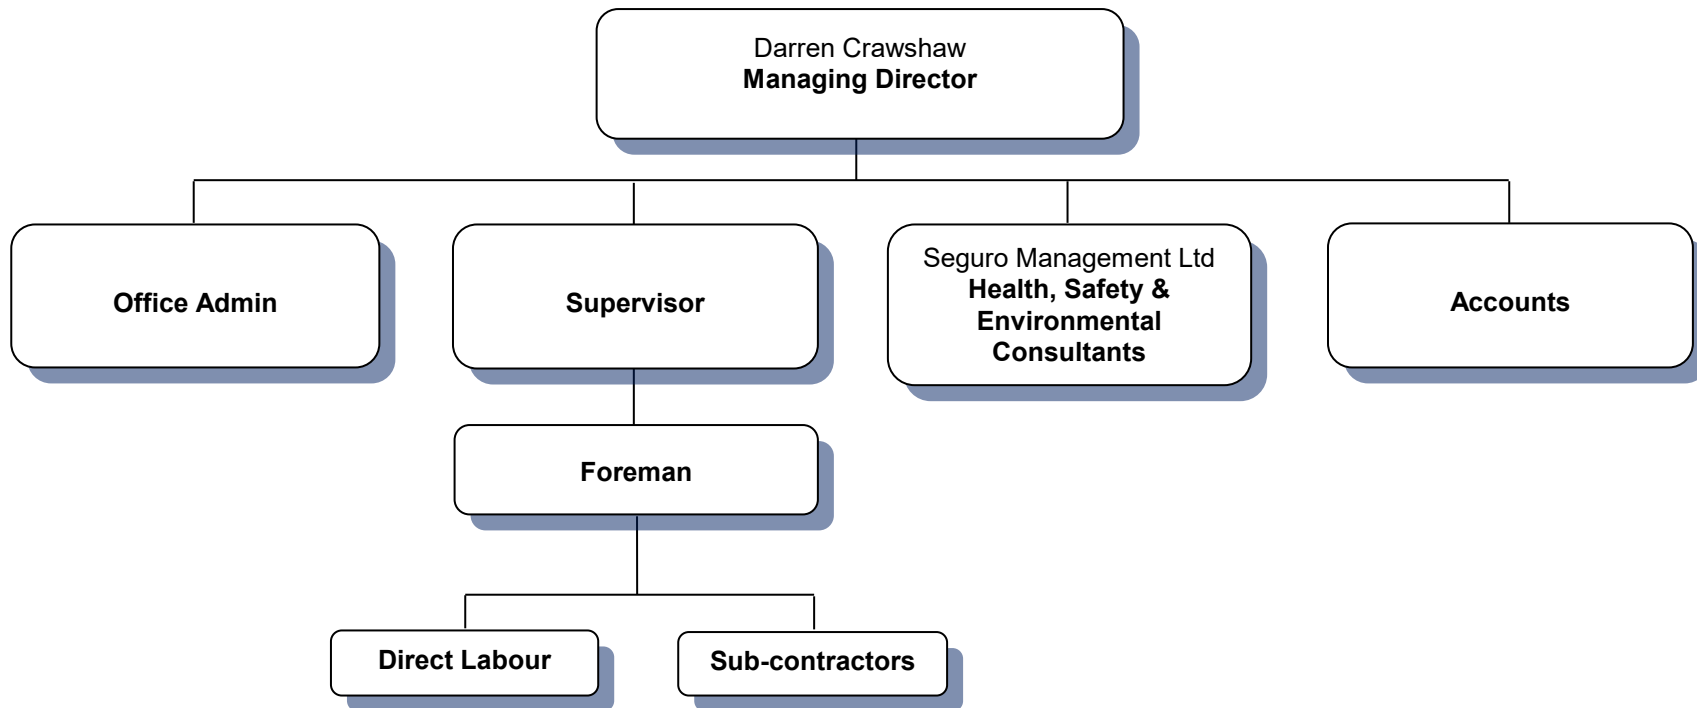 Darren Crawshaw
Managing Director
Office Admin
Supervisor
Seguro Management Ltd
Health, Safety &
Environmental
Consultants
Accounts
Foreman
Direct Labour
Sub-contractors